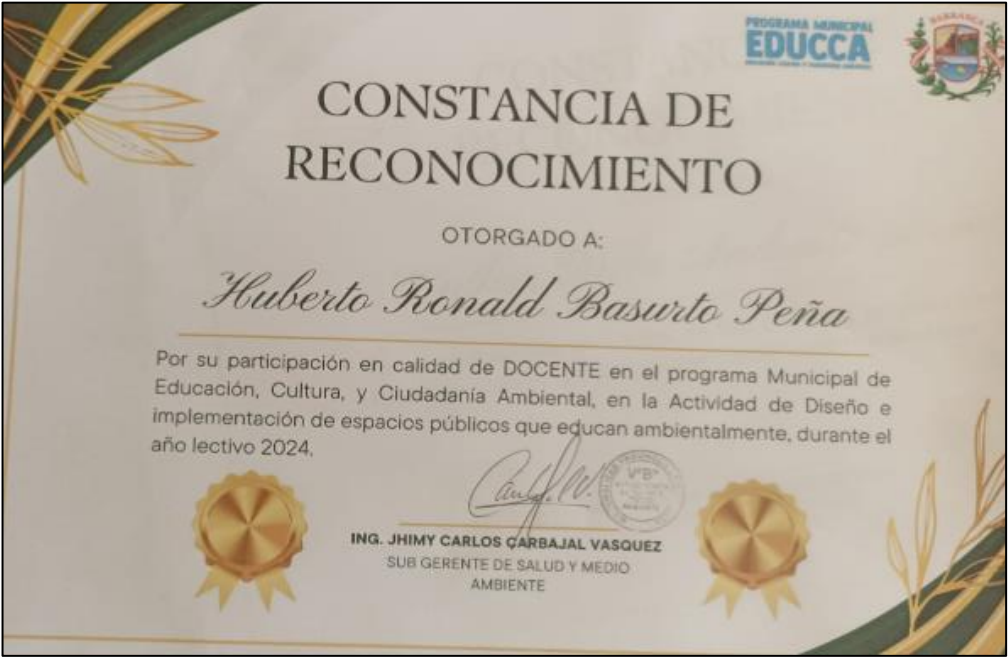 PROGRAMA MUNICIPAL
EDUCCA
BARRANCA
CONSTANCIA DE
RECONOCIMIENTO
OTORGADO A:
Huberto Ronald Basurto Peña
Por su participación en calidad de DOCENTE en el programa Municipal de
Educación, Cultura, y Ciudadanía Ambiental, en la Actividad de Diseño e
implementación de espacios públicos que educan ambientalmente, durante el
año lectivo 2024.
VºBº
ING. JHIMY CARLOS CARBAJAL VASQUEZ
SUB GERENTE DE SALUD Y MEDIO
AMBIENTE